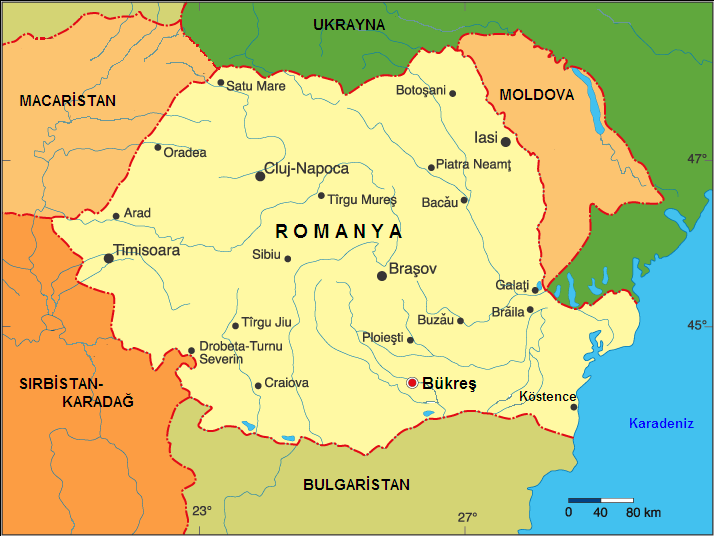 UKRAYNA
MACARİSTAN
Satu Mare
Botoşani
MOLDOVA
Iasi
47°
Oradea
Cluj-Napoca
Piatra Neamţ
Tîrgu Mureş
Bacău
Arad
ROMANYA
Timisoara
Sibiu
Braşov
Galaţi
Brăila
Tîrgu Jiu
Buzău
45°
Ploieşti
Drobeta-Turnu
Severin
SIRBİSTAN-
KARADAĞ
Craiova
Bükreş
Köstence
Karadeniz
BULGARİSTAN
23°
27°
0 40 80 km